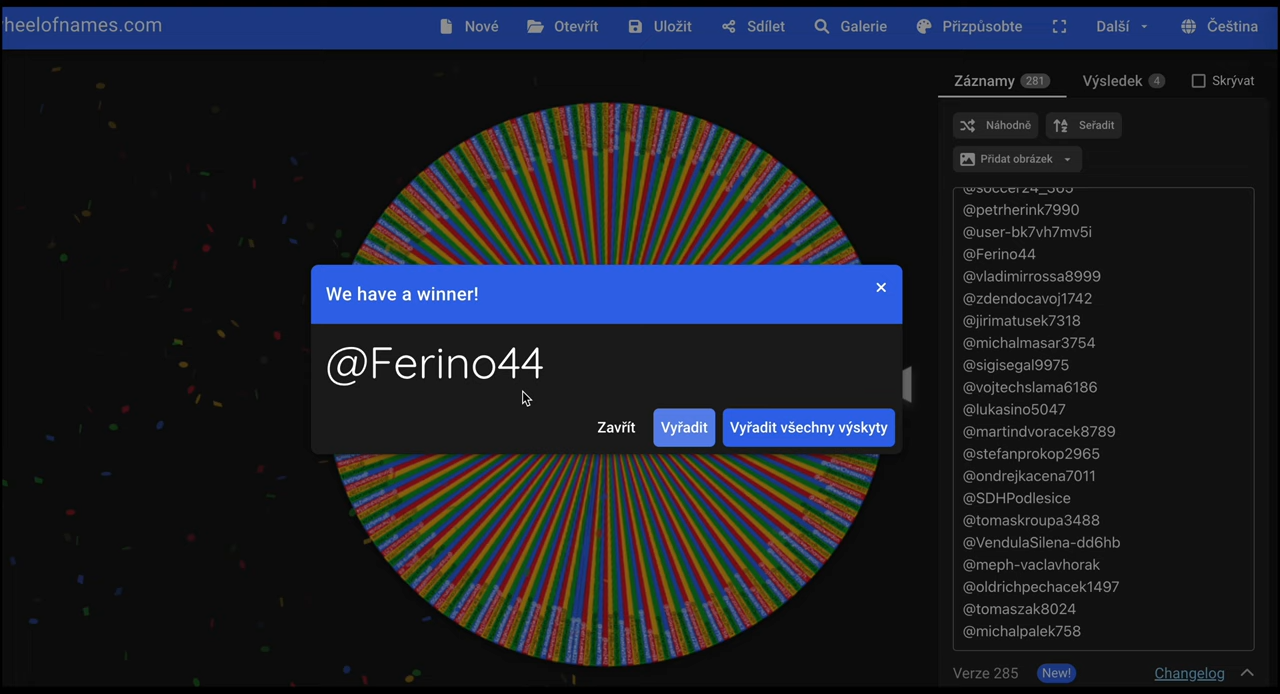 heelofnames.com
Nové Otevřít Uložit Sdílet Galerie Přizpůsobte Další Čeština
Záznamy 281 Výsledek 4 Skrývat
Náhodně Seřadit
Přidat obrázek
@soccer24_365
@petrherink7990
@user-bk7vh7mv5i
@Ferino44
@vladimirrossa8999
@zdendocavoj1742
@jirimatusek7318
@michalmasar3754
@sigisegal9975
@vojtechslama6186
@lukasino5047
@martindvoracek8789
@stefanprokop2965
@ondrejkacena7011
@SDHPodlesice
@tomaskroupa3488
@VendulaSilena-dd6hb
@meph-vaclavhorak
@oldrichpechacek1497
@tomaszak8024
@michalpalek758
Verze 285 New! Changelog
We have a winner!
@Ferino44
Zavřít Vyřadit Vyřadit všechny výskyty